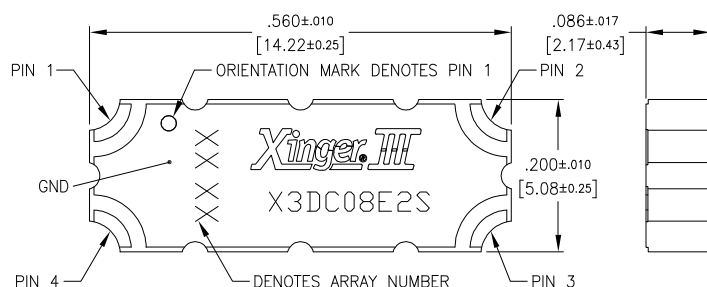 .560±.010
[14.22±0.25]
.086±.017
[2.17±0.43]
PIN 1
ORIENTATION MARK DENOTES PIN 1
PIN 2
Xinger III
.200±.010
[5.08±0.25]
GND
X3DC08E2S
PIN 4
DENOTES ARRAY NUMBER
PIN 3